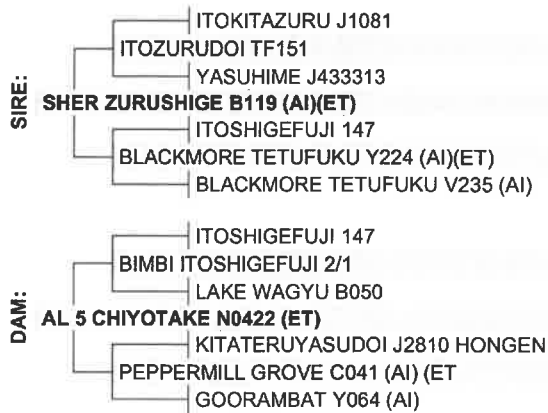 ITOKITAZURU J1081
ITOZURUDOI TF151
YASUHIME J433313
SIRE:
SHER ZURUSHIGE B119 (AI)(ET)
ITOSHIGEFUJI 147
BLACKMORE TETUFUKU Y224 (AI)(ET)
BLACKMORE TETUFUKU V235 (AI)
ITOSHIGEFUJI 147
BIMBI ITOSHIGEFUJI 2/1
LAKE WAGYU B050
DAM:
AL 5 CHIYOTAKE N0422 (ET)
KITATERUYASUDOI J2810 HONGEN
PEPPERMILL GROVE C041 (AI) (ET
GOORAMBAT Y064 (AI)